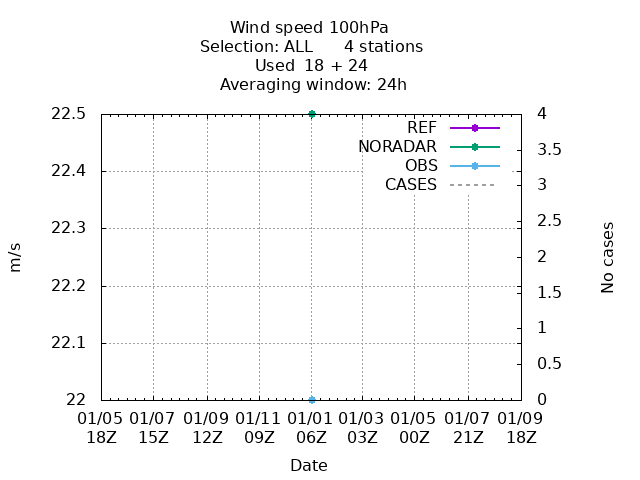 Wind speed 100hPa
Selection: ALL      4 stations
Used  18 + 24
Averaging window: 24h
22.5
22.4
22.3
22.2
22.1
22
m/s
REF
NORADAR
OBS
CASES
4
3.5
3
2.5
2
1.5
1
0.5
0
No cases
01/05 01/07 01/09 01/11 01/01 01/03 01/05 01/07 01/09
18Z 15Z 12Z 09Z 06Z 03Z 00Z 21Z 18Z
Date